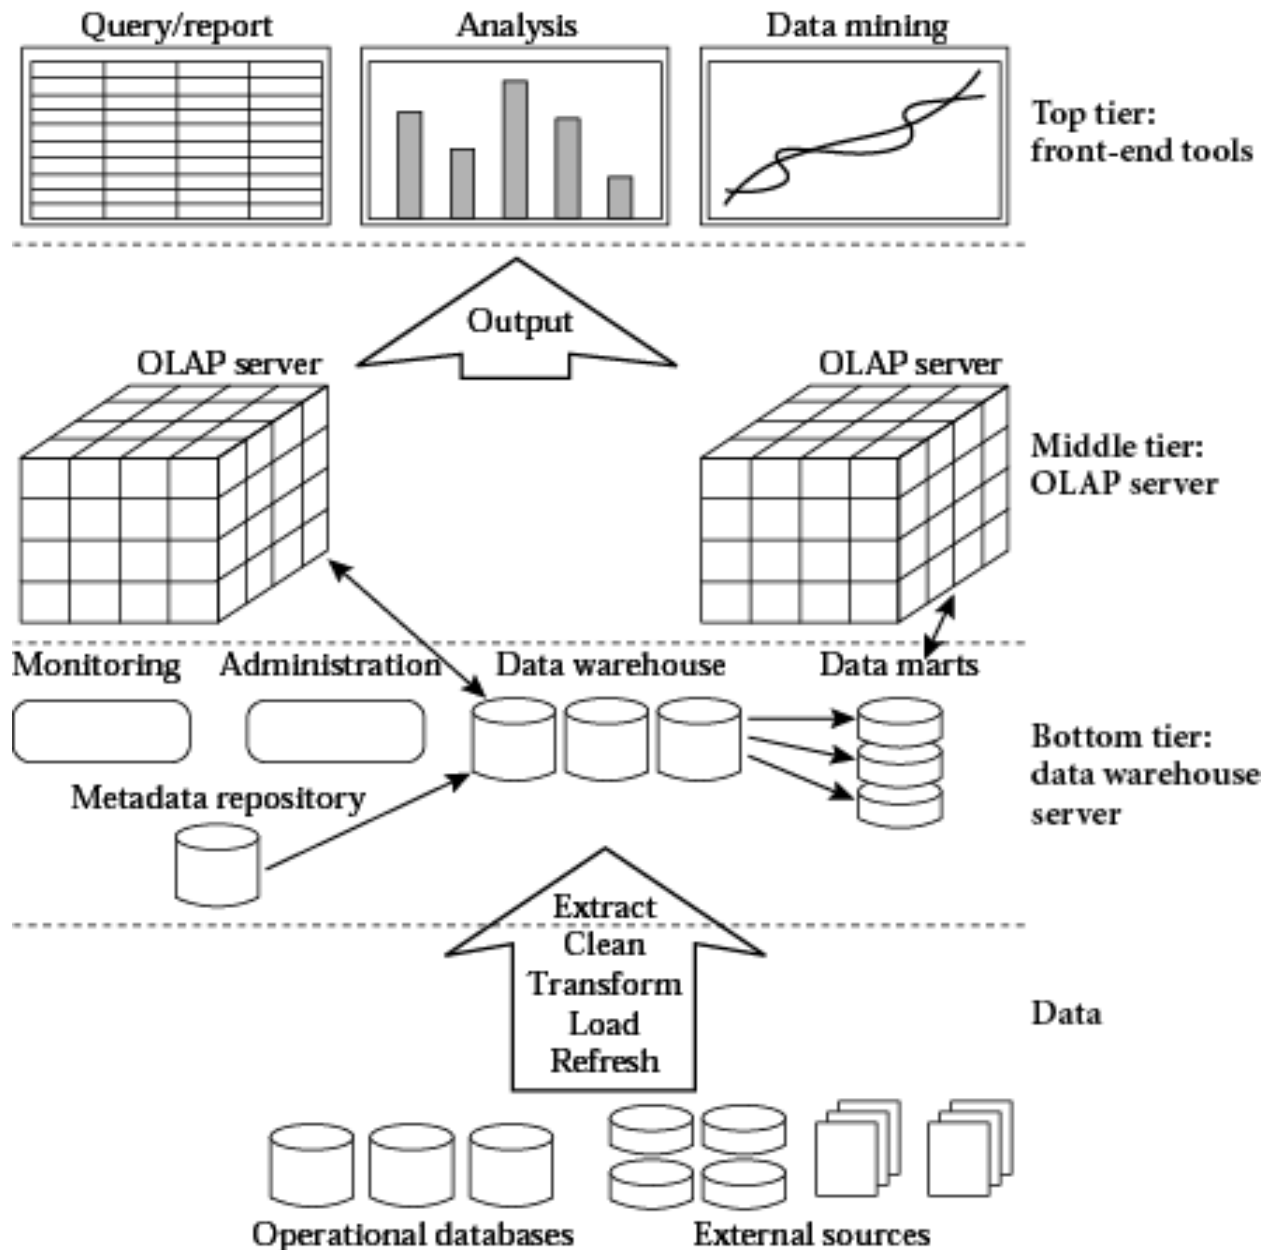 Query/report
Analysis
Data mining
Top tier:
front-end tools
Output
OLAP server
OLAP server
Middle tier:
OLAP server
Monitoring
Administration
Data warehouse
Data marts
Bottom tier:
data warehouse
server
Metadata repository
Extract
Clean
Transform
Load
Refresh
Data
Operational databases
External sources